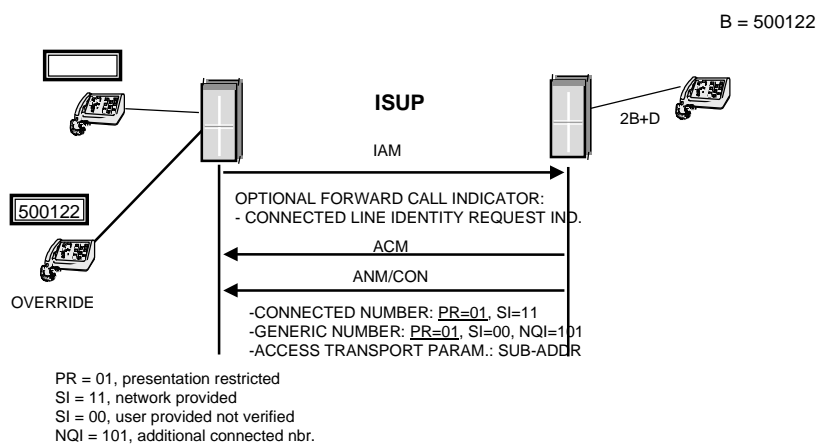 B = 500122
ISUP
2B+D
IAM
OPTIONAL FORWARD CALL INDICATOR:
- CONNECTED LINE IDENTITY REQUEST IND.
500122
ACM
ANM/CON
OVERRIDE
-CONNECTED NUMBER: PR=01, SI=11
-GENERIC NUMBER: PR=01, SI=00, NQI=101
-ACCESS TRANSPORT PARAM.: SUB-ADDR
PR = 01, presentation restricted
SI = 11, network provided
SI = 00, user provided not verified
NQI = 101, additional connected nbr.